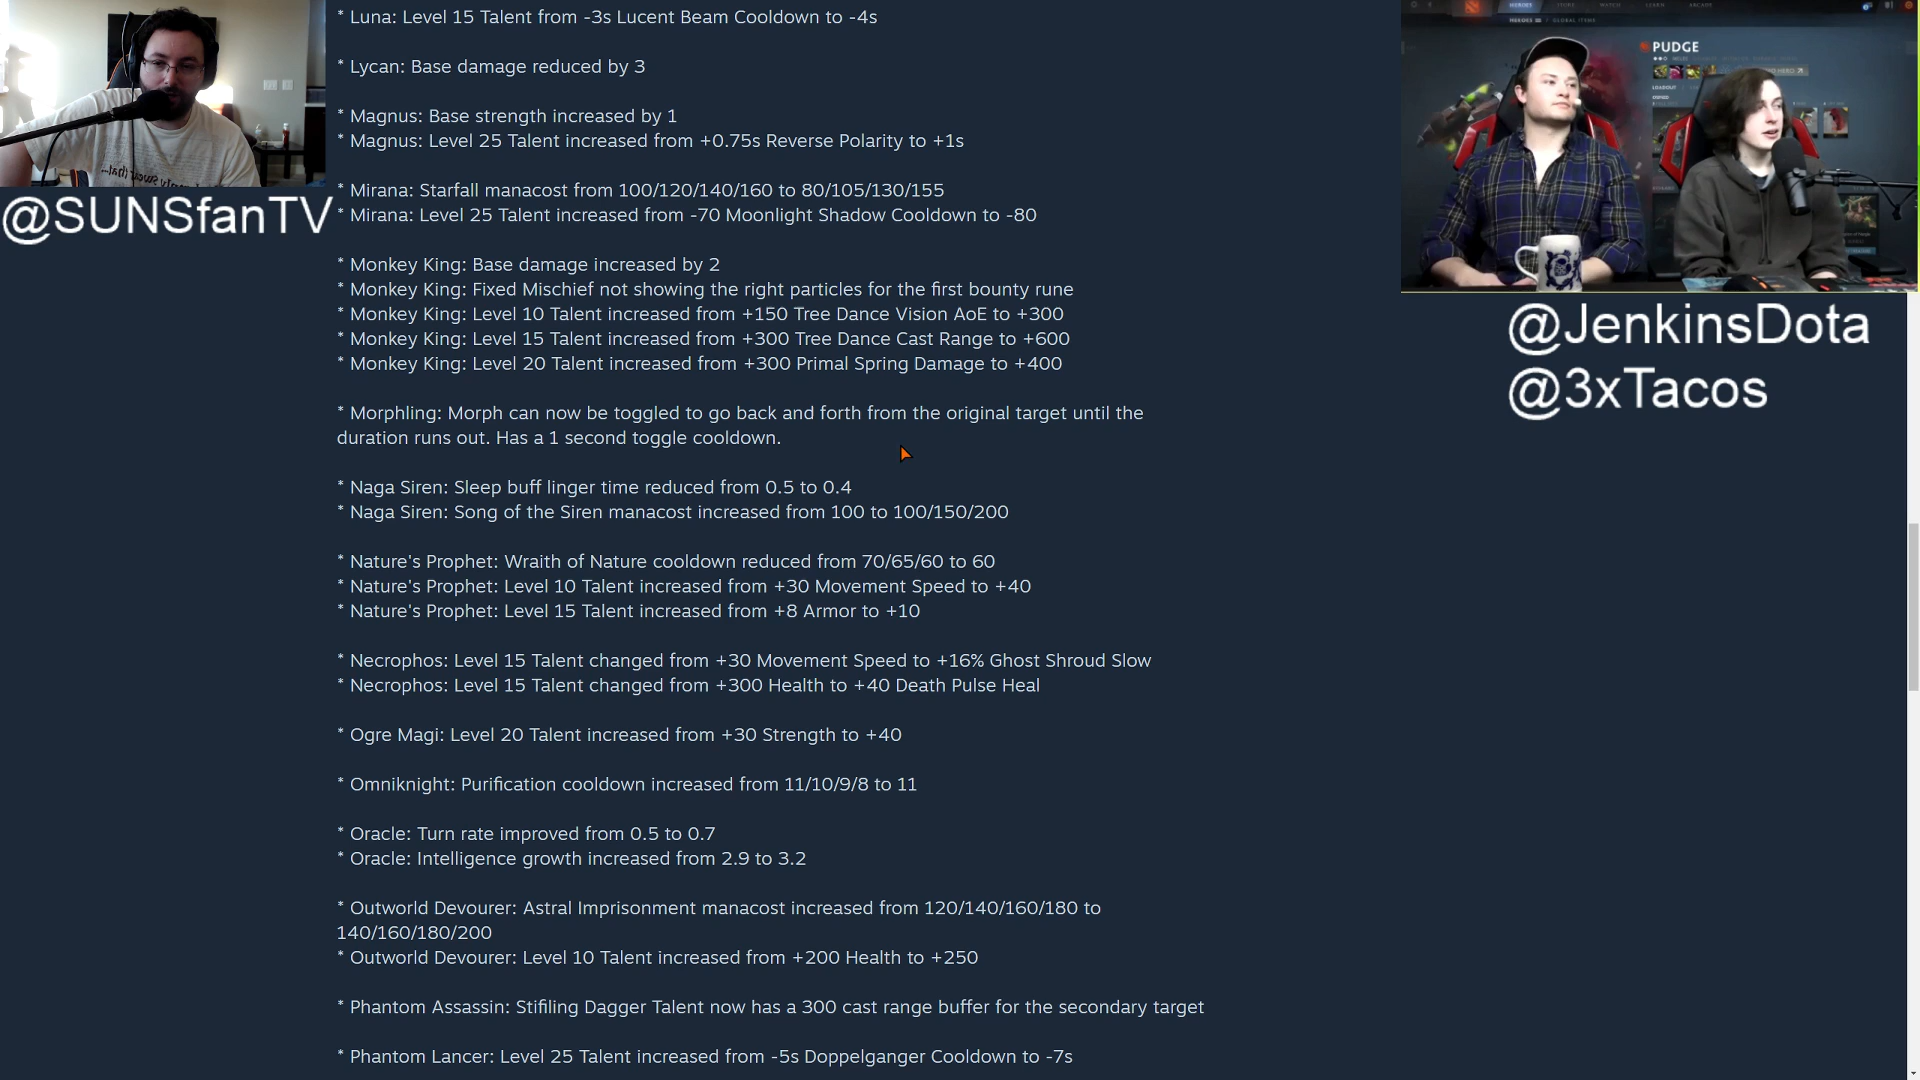 * Luna: Level 15 Talent from -3s Lucent Beam Cooldown to -4s
* Lycan: Base damage reduced by 3
* Magnus: Base strength increased by 1
* Magnus: Level 25 Talent increased from +0.75s Reverse Polarity to +1s
* Mirana: Starfall manacost from 100/120/140/160 to 80/105/130/155
* Mirana: Level 25 Talent increased from -70 Moonlight Shadow Cooldown to -80
@SUNSfanTV
* Monkey King: Base damage increased by 2
* Monkey King: Fixed Mischief not showing the right particles for the first bounty rune
* Monkey King: Level 10 Talent increased from +150 Tree Dance Vision AoE to +300
* Monkey King: Level 15 Talent increased from +300 Tree Dance Cast Range to +600
* Monkey King: Level 20 Talent increased from +300 Primal Spring Damage to +400
* Morphling: Morph can now be toggled to go back and forth from the original target until the
duration runs out. Has a 1 second toggle cooldown.
* Naga Siren: Sleep buff linger time reduced from 0.5 to 0.4
* Naga Siren: Song of the Siren manacost increased from 100 to 100/150/200
* Nature's Prophet: Wraith of Nature cooldown reduced from 70/65/60 to 60
* Nature's Prophet: Level 10 Talent increased from +30 Movement Speed to +40
* Nature's Prophet: Level 15 Talent increased from +8 Armor to +10
* Necrophos: Level 15 Talent changed from +30 Movement Speed to +16% Ghost Shroud Slow
* Necrophos: Level 15 Talent changed from +300 Health to +40 Death Pulse Heal
* Ogre Magi: Level 20 Talent increased from +30 Strength to +40
* Omniknight: Purification cooldown increased from 11/10/9/8 to 11
* Oracle: Turn rate improved from 0.5 to 0.7
* Oracle: Intelligence growth increased from 2.9 to 3.2
* Outworld Devourer: Astral Imprisonment manacost increased from 120/140/160/180 to
140/160/180/200
* Outworld Devourer: Level 10 Talent increased from +200 Health to +250
* Phantom Assassin: Stifiling Dagger Talent now has a 300 cast range buffer for the secondary target
* Phantom Lancer: Level 25 Talent increased from -5s Doppelganger Cooldown to -7s
PUDGE
@JenkinsDota
@3xTacos